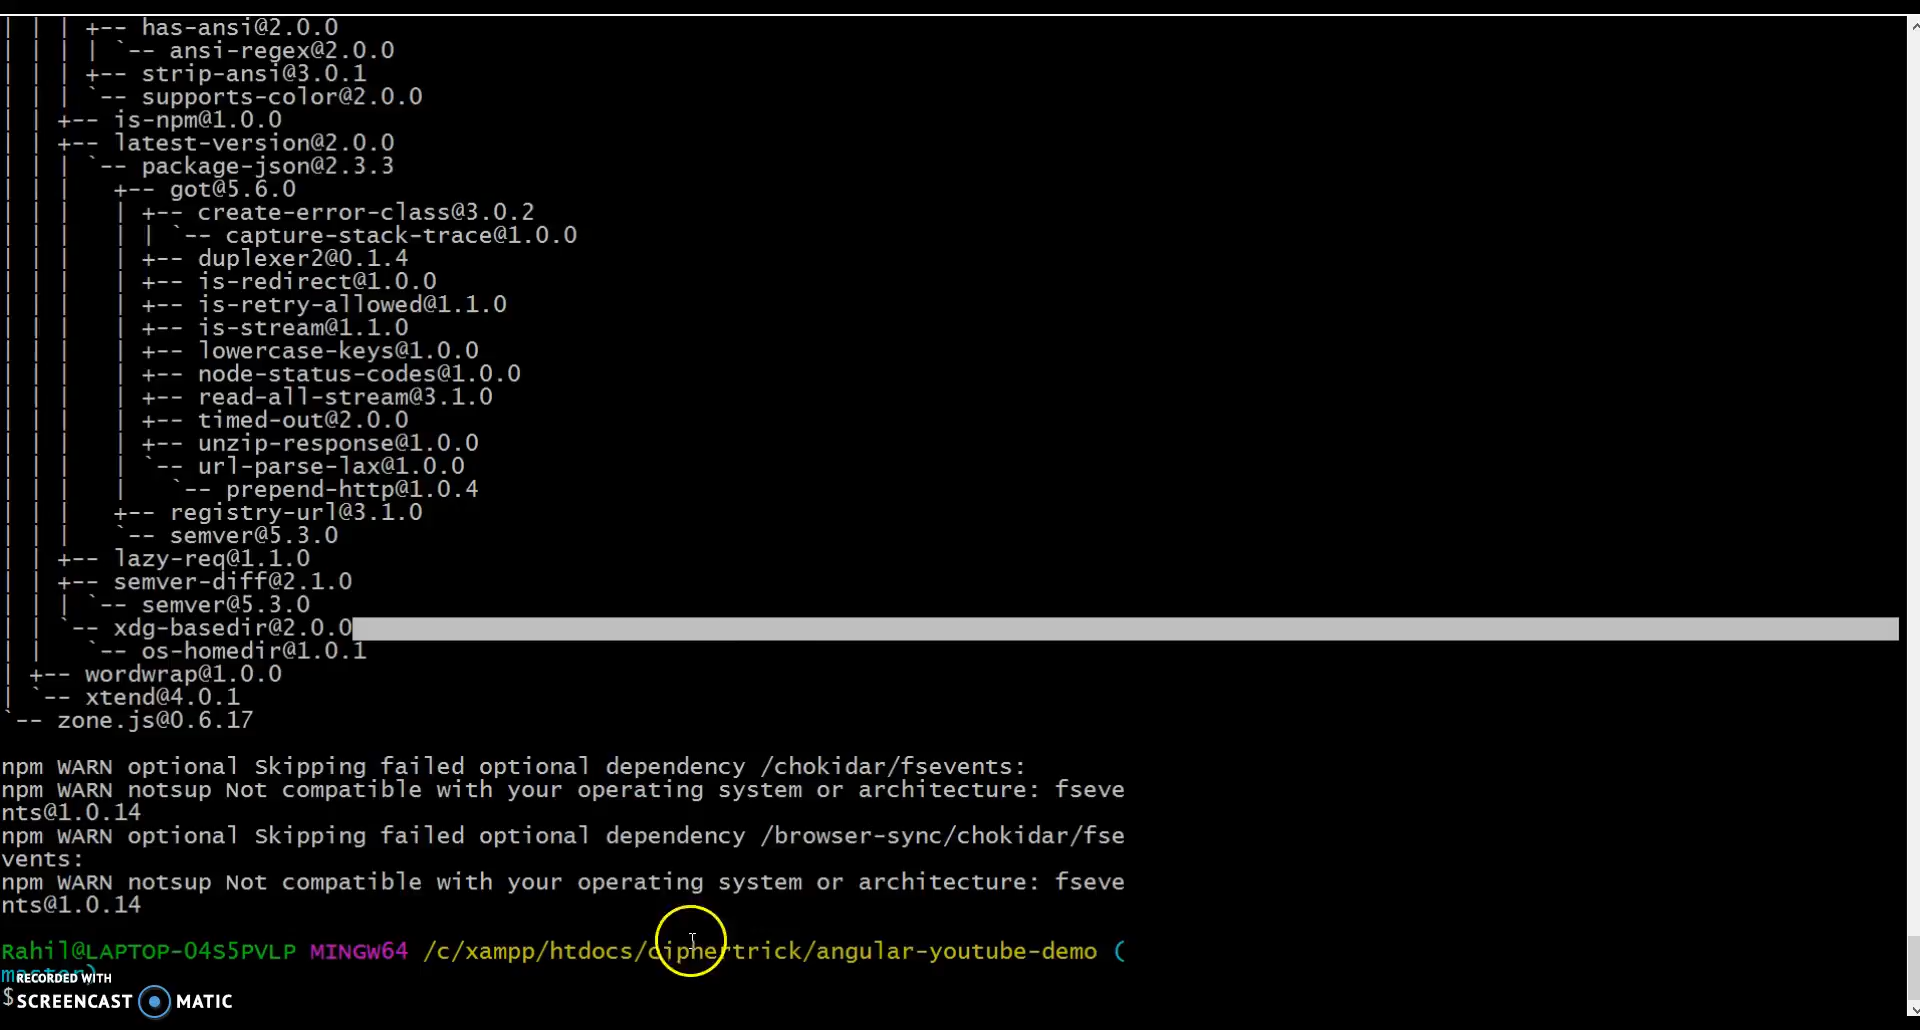 | | | +-- has-ansi@2.0.0
| | | | `-- ansi-regex@2.0.0
| | | +-- strip-ansi@3.0.1
| | | `-- supports-color@2.0.0
| | +-- is-npm@1.0.0
| | +-- latest-version@2.0.0
| | | `-- package-json@2.3.3
| | |   +-- got@5.6.0
| | |   | +-- create-error-class@3.0.2
| | |   | | `-- capture-stack-trace@1.0.0
| | |   | +-- duplexer2@0.1.4
| | |   | +-- is-redirect@1.0.0
| | |   | +-- is-retry-allowed@1.1.0
| | |   | +-- is-stream@1.1.0
| | |   | +-- lowercase-keys@1.0.0
| | |   | +-- node-status-codes@1.0.0
| | |   | +-- read-all-stream@3.1.0
| | |   | +-- timed-out@2.0.0
| | |   | +-- unzip-response@1.0.0
| | |   | `-- url-parse-lax@1.0.0
| | |   |   `-- prepend-http@1.0.4
| | |   +-- registry-url@3.1.0
| | |   `-- semver@5.3.0
| | +-- lazy-req@1.1.0
| | +-- semver-diff@2.1.0
| | | `-- semver@5.3.0
| | `-- xdg-basedir@2.0.0
| |   `-- os-homedir@1.0.1
| +-- wordwrap@1.0.0
| `-- xtend@4.0.1
`-- zone.js@0.6.17
npm WARN optional Skipping failed optional dependency /chokidar/fsevents:
npm WARN notsup Not compatible with your operating system or architecture: fseve
nts@1.0.14
npm WARN optional Skipping failed optional dependency /browser-sync/chokidar/fse
vents:
npm WARN notsup Not compatible with your operating system or architecture: fseve
nts@1.0.14
Rahil@LAPTOP-O4S5PVLP MINGW64 /c/xampp/htdocs/ciphertrick/angular-youtube-demo (
master)
RECORDED WITH
$
SCREENCAST MATIC